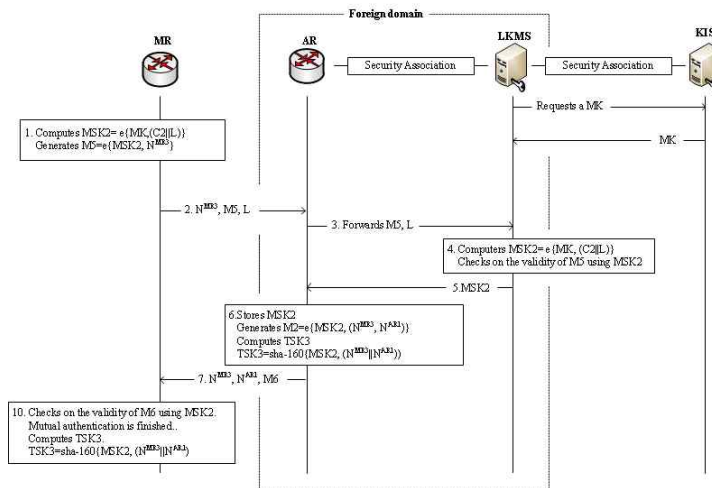 Foreign domain
MR
AR
LKMS
KIS
Security Association
Security Association
Requests a MK
MK
1. Computes MSK2= e{MK,(C2||L)}
Generates M5=e{MSK2, N^MR3}
2. N^MR3, M5, L
3. Forwards M5, L
4. Computers MSK2= e{MK, (C2||L)}
Checks on the validity of M5 using MSK2
5.MSK2
6.Stores MSK2
Generates M2=e{MSK2, (N^MR3, N^AR1)}
Computes TSK3
TSK3=sha-160{MSK2, (N^MR3||N^AR1))
7. N^MR3, N^AR1, M6
10. Checks on the validity of M6 using MSK2.
Mutual authentication is finished..
Computes TSK3.
TSK3=sha-160{MSK2, (N^MR3||N^AR1)